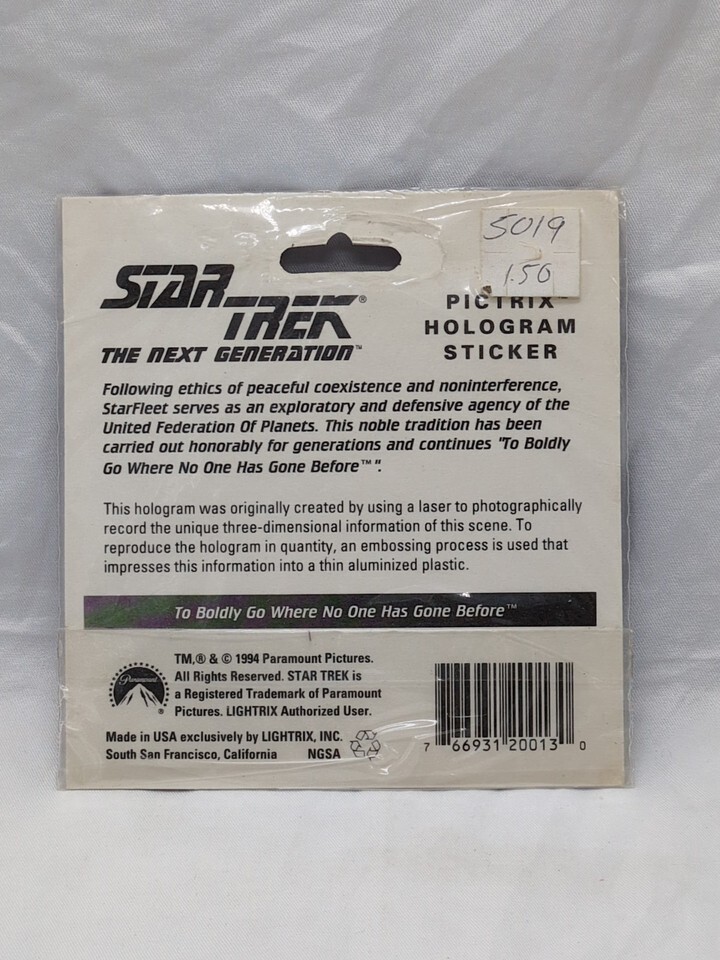 5019
1.50
STAR TREK®
THE NEXT GENERATION™
PICTRIX™
HOLOGRAM
STICKER
Following ethics of peaceful coexistence and noninterference,
StarFleet serves as an exploratory and defensive agency of the
United Federation Of Planets. This noble tradition has been
carried out honorably for generations and continues "To Boldly
Go Where No One Has Gone Before™".
This hologram was originally created by using a laser to photographically
record the unique three-dimensional information of this scene. To
reproduce the hologram in quantity, an embossing process is used that
impresses this information into a thin aluminized plastic.
To Boldly Go Where No One Has Gone Before™
Paramount
®
TM,® & © 1994 Paramount Pictures.
All Rights Reserved. STAR TREK is
a Registered Trademark of Paramount
Pictures. LIGHTRIX Authorized User.
Made in USA exclusively by LIGHTRIX, INC.
South San Francisco, California NGSA
7 66931 20013 0